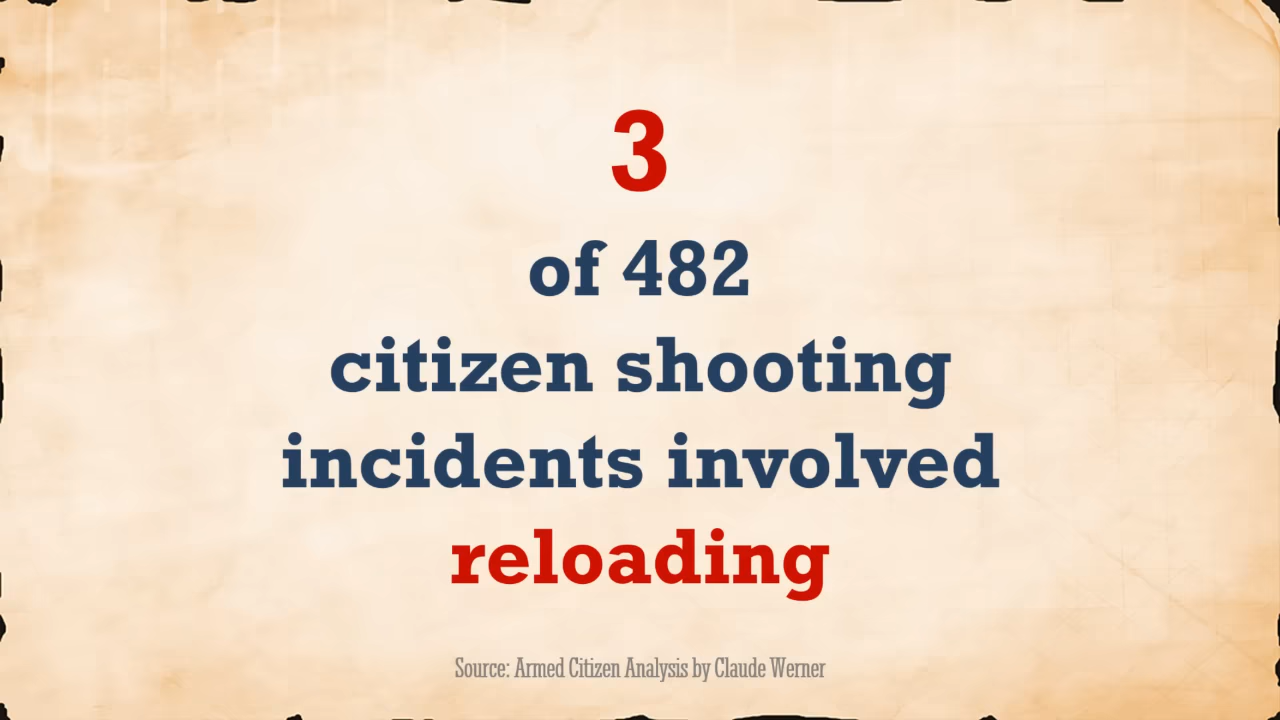 3
of 482
citizen shooting
incidents involved
reloading
Source: Armed Citizen Analysis by Claude Werner